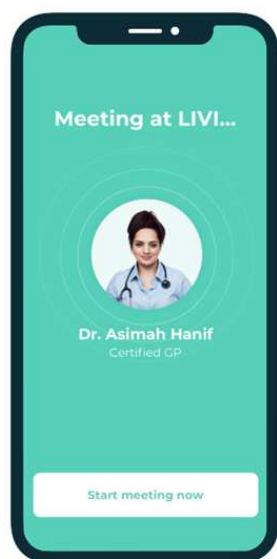 Meeting at LIVI...
Dr. Asimah Hanif
Certified GP
Start meeting now